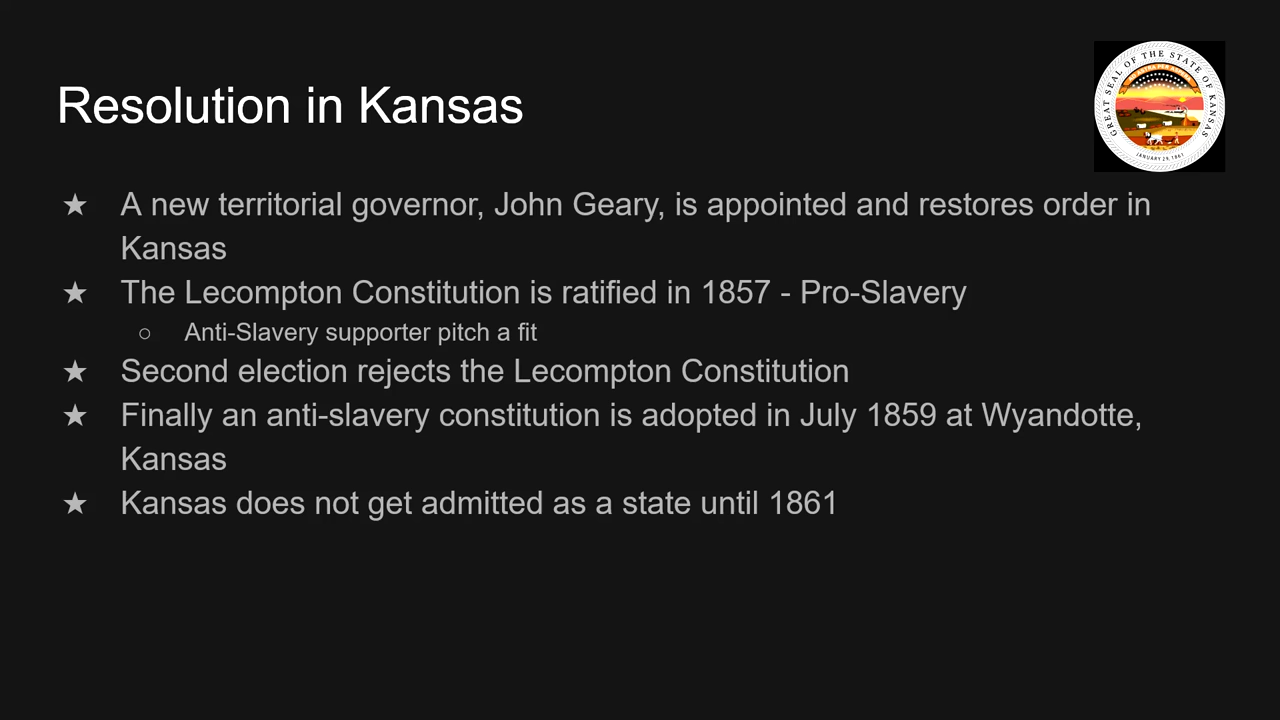 Resolution in Kansas
GREAT SEAL OF THE STATE OF KANSAS
JANUARY 29, 1861
★ A new territorial governor, John Geary, is appointed and restores order in
Kansas
★ The Lecompton Constitution is ratified in 1857 - Pro-Slavery
○ Anti-Slavery supporter pitch a fit
★ Second election rejects the Lecompton Constitution
★ Finally an anti-slavery constitution is adopted in July 1859 at Wyandotte,
Kansas
★ Kansas does not get admitted as a state until 1861